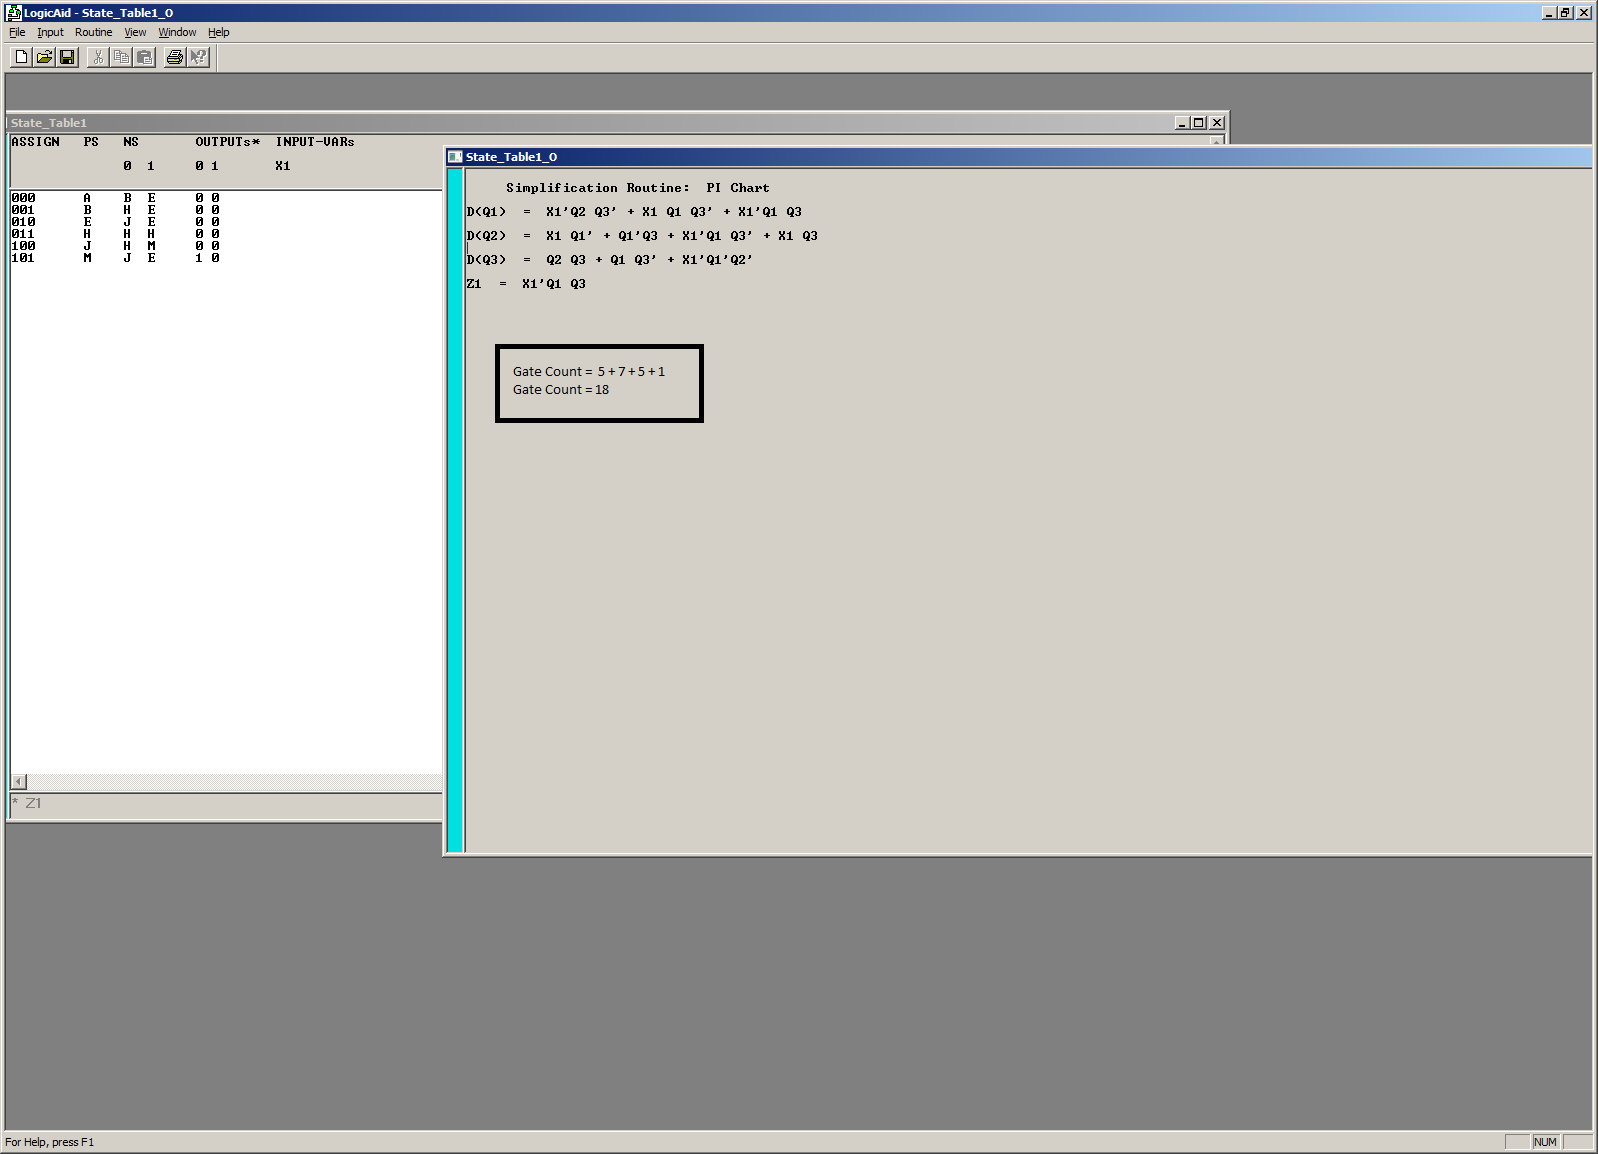 LogicAid - State_Table1_O
File Input Routine View Window Help
State_Table1
ASSIGN PS NS OUTPUTs* INPUT-VARs
0 1 0 1 X1
000 A B E 0 0
001 B H E 0 0
010 E J E 0 0
011 H H H 0 0
100 J H M 0 0
101 M J E 1 0
* Z1
State_Table1_O
Simplification Routine: PI Chart
D(Q1) = X1'Q2 Q3' + X1 Q1 Q3' + X1'Q1 Q3
D(Q2) = X1 Q1' + Q1'Q3 + X1'Q1 Q3' + X1 Q3
D(Q3) = Q2 Q3 + Q1 Q3' + X1'Q1'Q2'
Z1 = X1'Q1 Q3
Gate Count = 5 + 7 + 5 + 1
Gate Count = 18
For Help, press F1
NUM